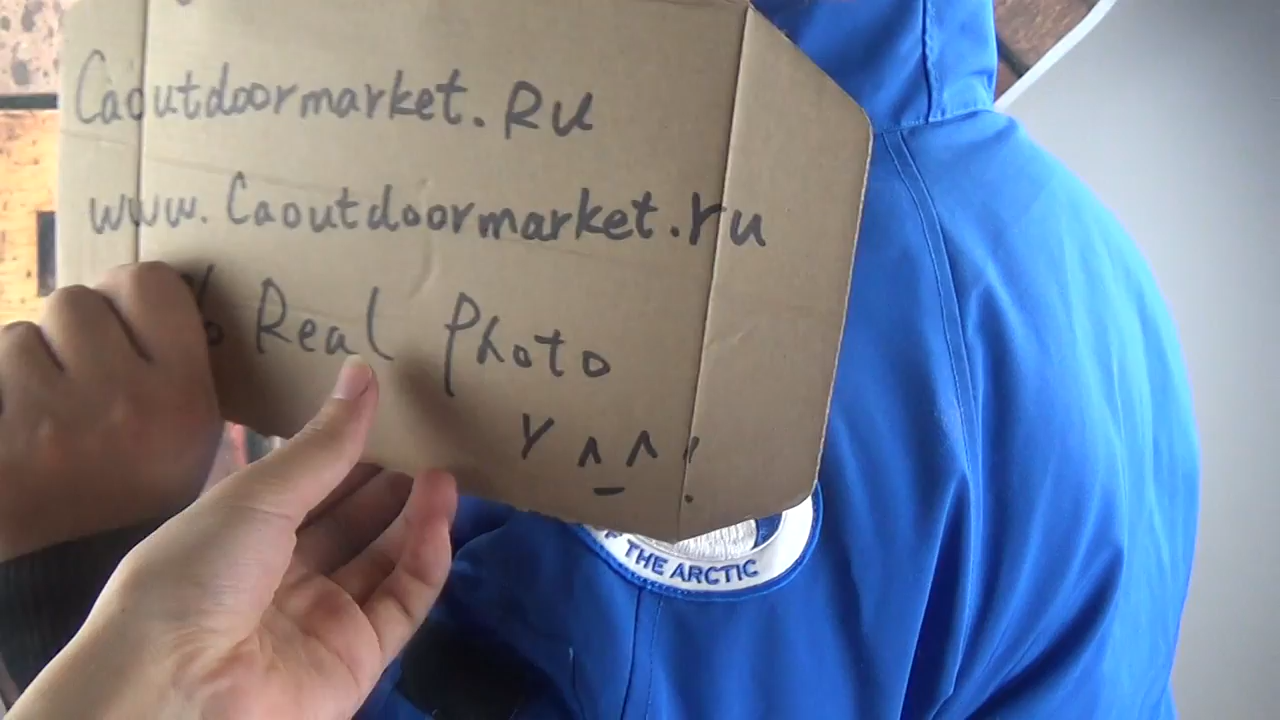 Caoutdoormarket.Ru
www.Caoutdoormarket.ru
% Real Photo
Y ^_^!
THE ARCTIC